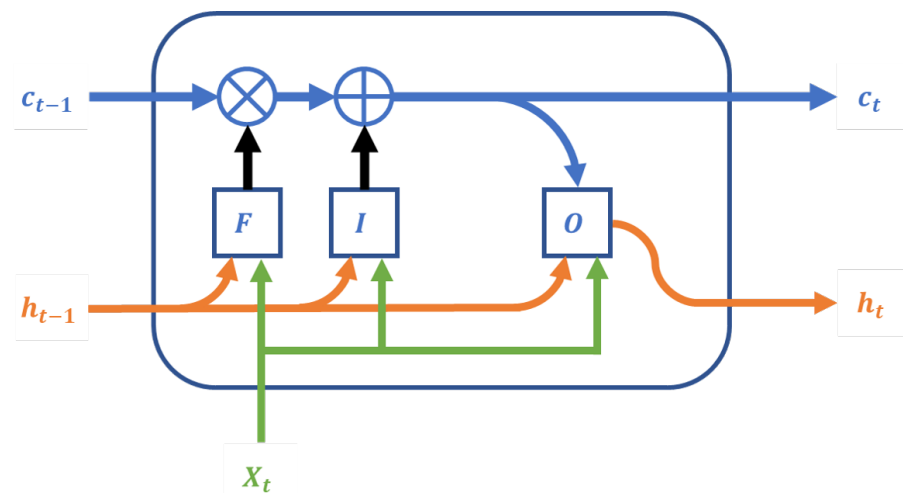 c_{t−1} c_t
F I O
h_{t−1} h_t
X_t